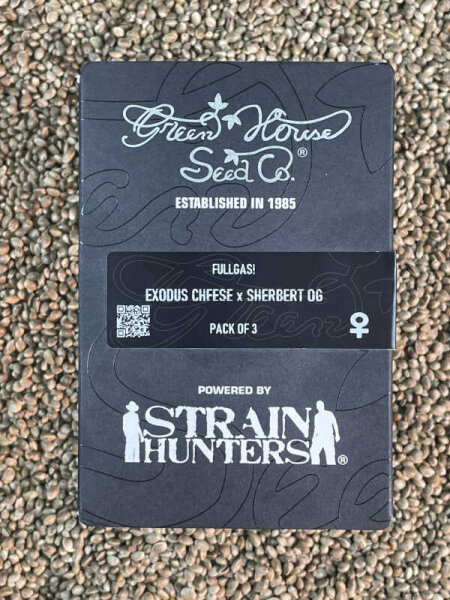 Green House
Seed Co.®
ESTABLISHED IN 1985
FULLGAS!
EXODUS CHEESE x SHERBERT OG
PACK OF 3
POWERED BY
STRAIN
HUNTERS®